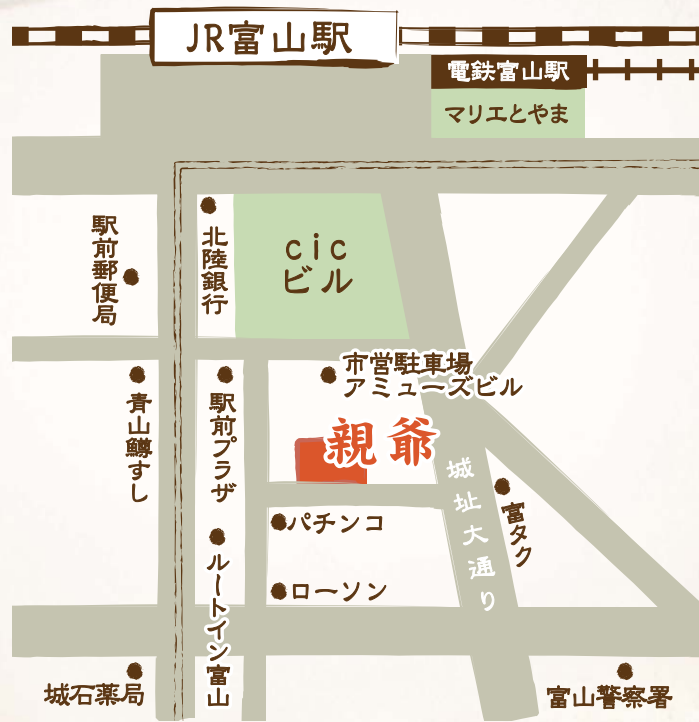 JR富山駅
電鉄富山駅
マリエとやま
駅前郵便局
北陸銀行
cic
ビル
市営駐車場
アミューズビル
青山鱒すし
駅前プラザ
親爺
城址大通り
富タク
パチンコ
ルートイン富山
ローソン
城石薬局
富山警察署